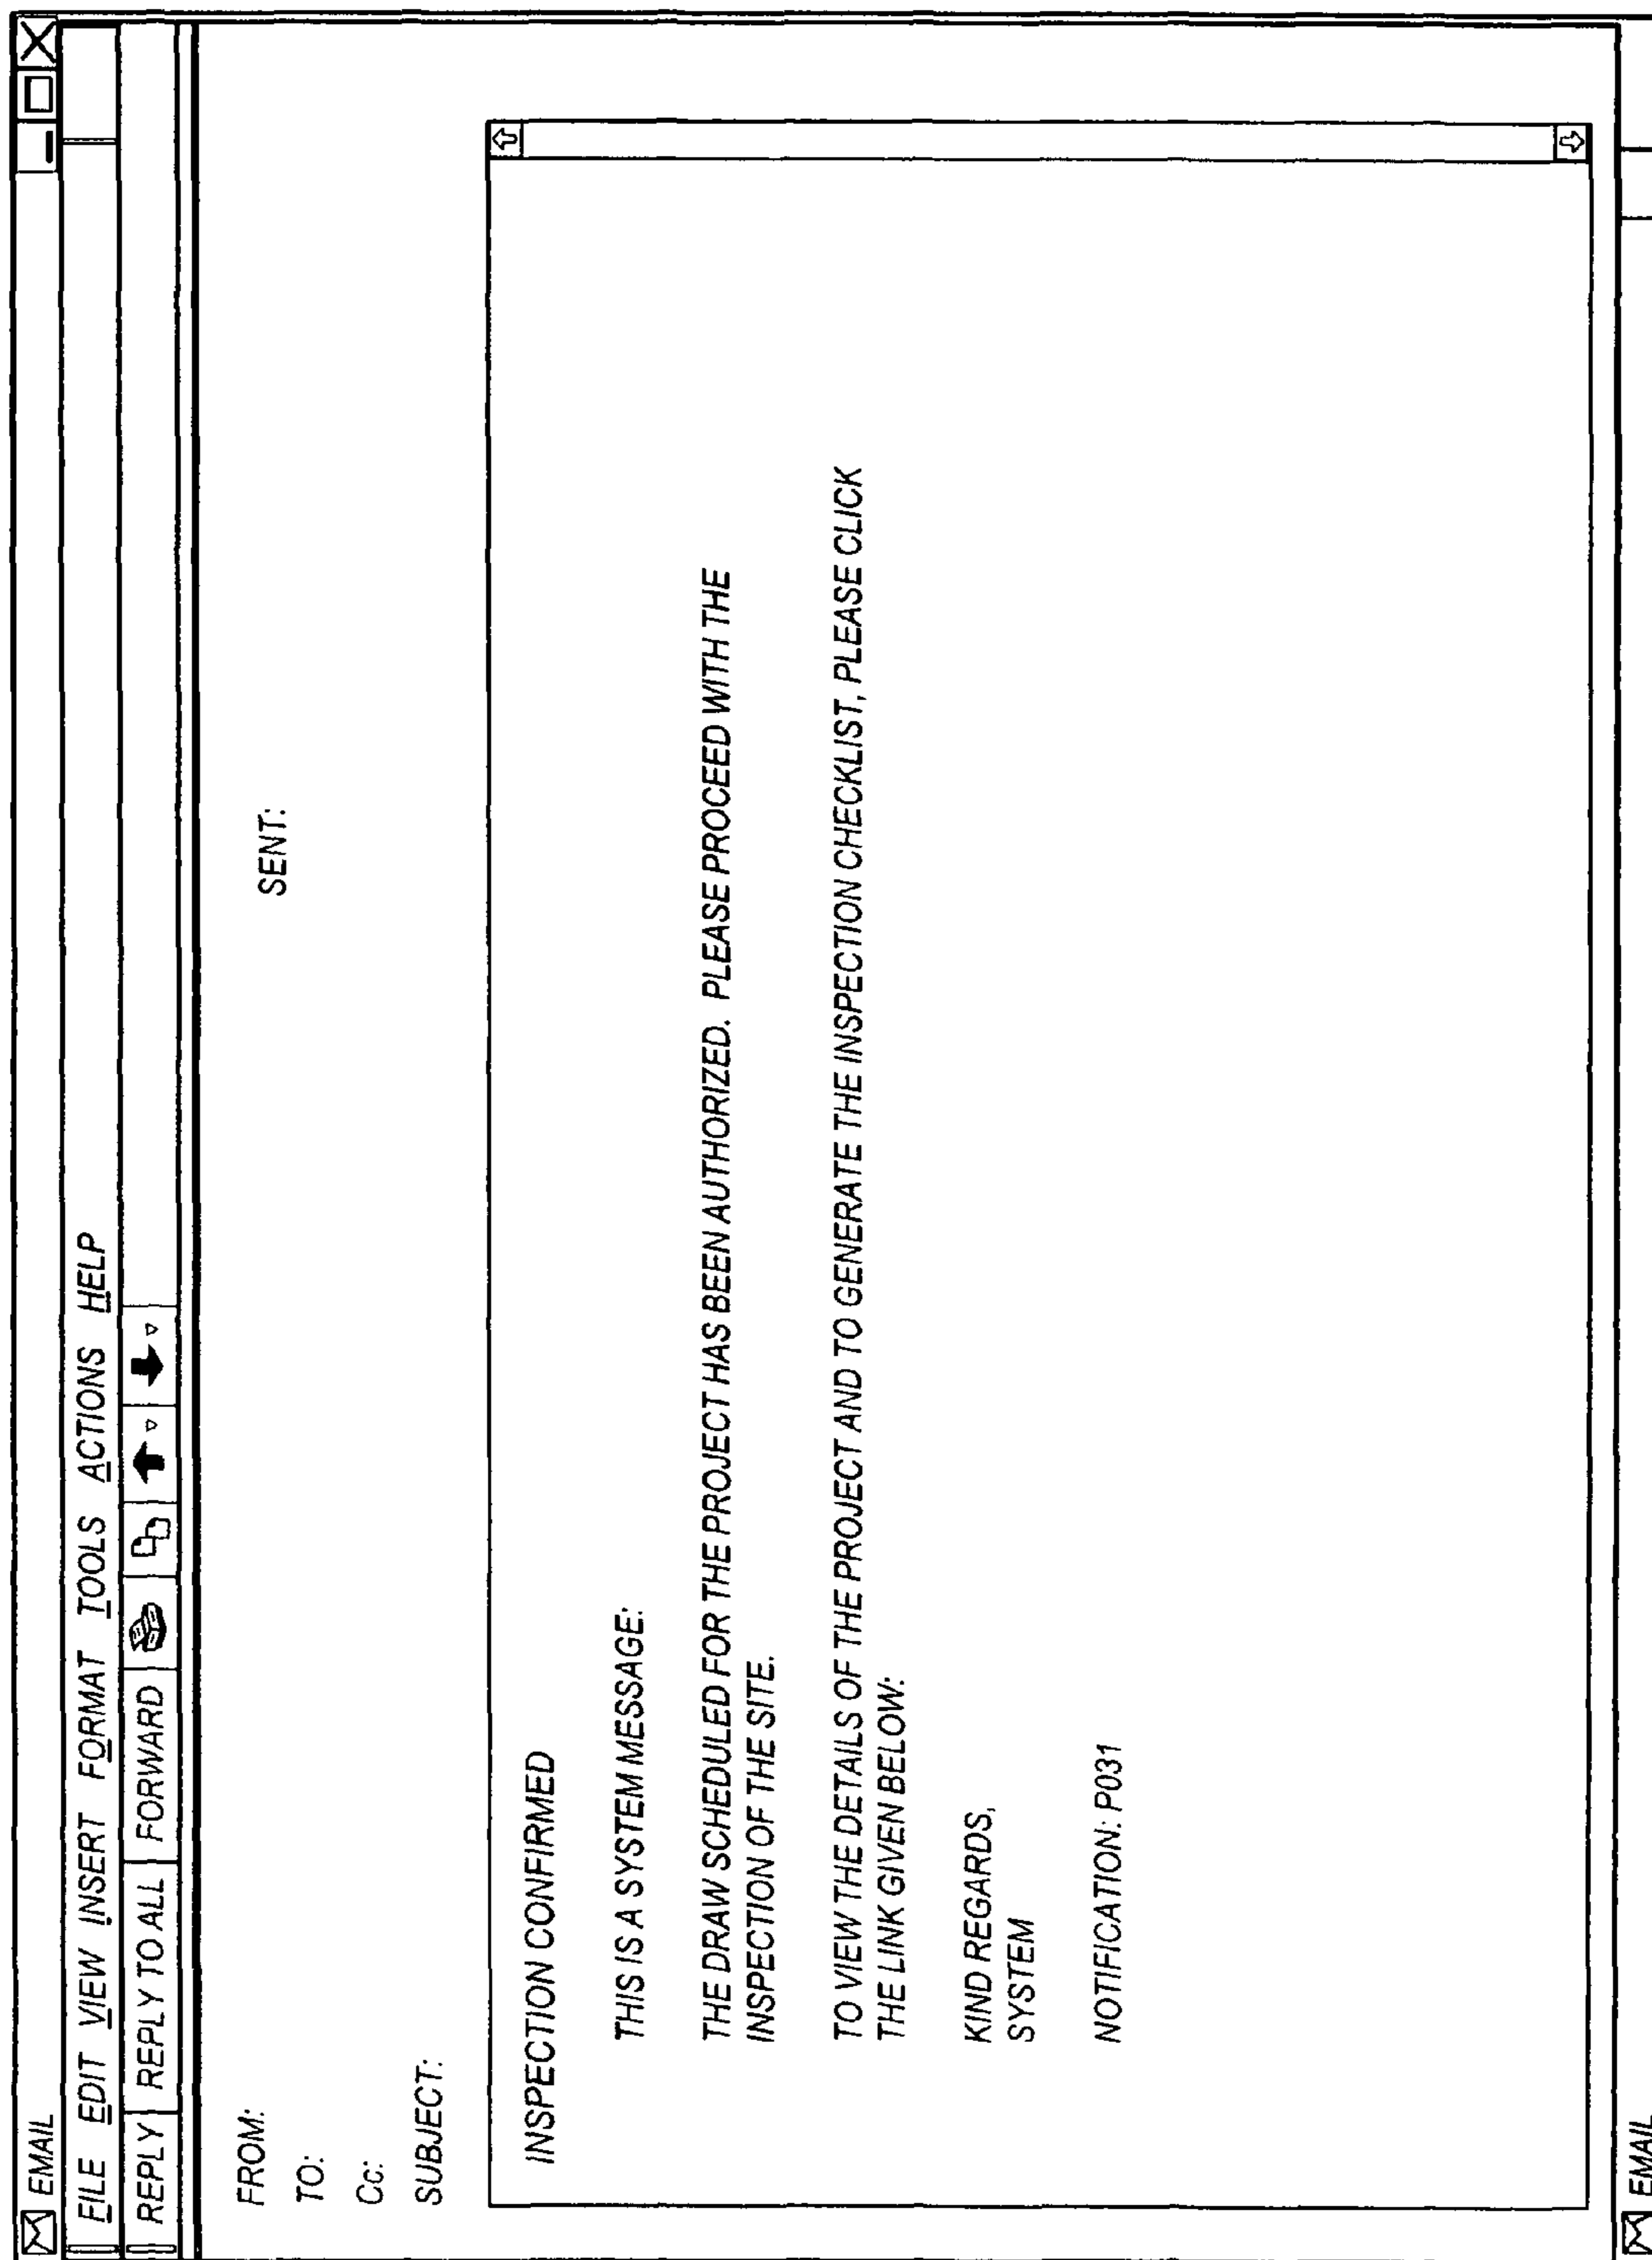 EMAIL
FILE EDIT VIEW INSERT FORMAT TOOLS ACTIONS HELP
REPLY REPLY TO ALL FORWARD
FROM:
SENT:
TO:
Cc:
SUBJECT:
INSPECTION CONFIRMED
THIS IS A SYSTEM MESSAGE:
THE DRAW SCHEDULED FOR THE PROJECT HAS BEEN AUTHORIZED. PLEASE PROCEED WITH THE
INSPECTION OF THE SITE.
TO VIEW THE DETAILS OF THE PROJECT AND TO GENERATE THE INSPECTION CHECKLIST, PLEASE CLICK
THE LINK GIVEN BELOW:
KIND REGARDS,
SYSTEM
NOTIFICATION: P031
EMAIL